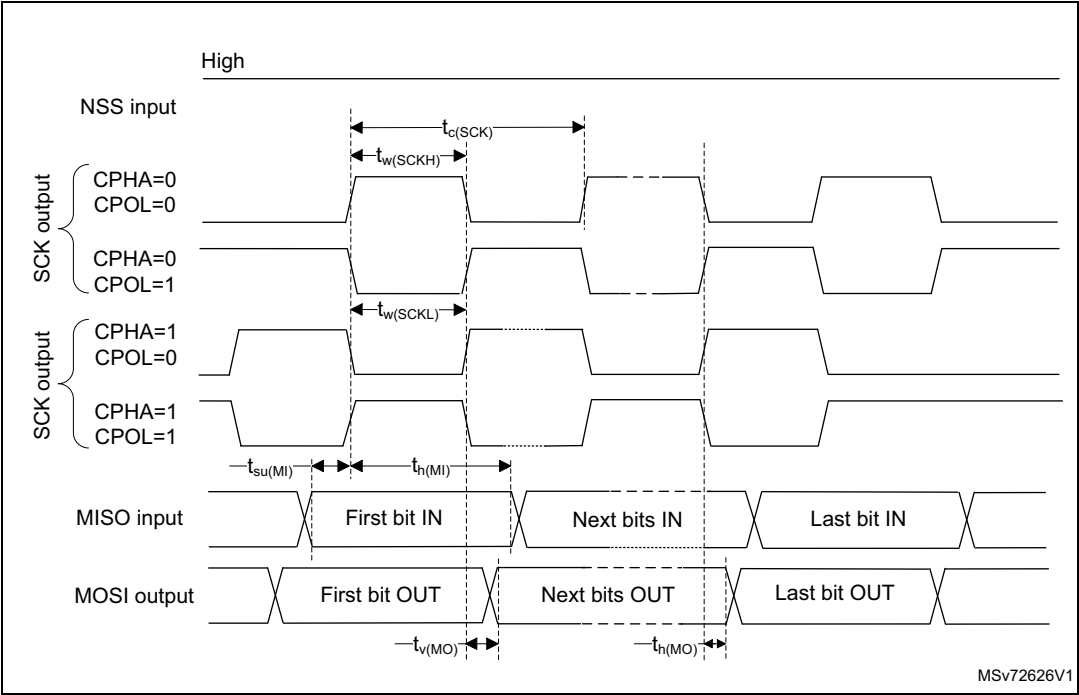 High
NSS input
tc(SCK)
tw(SCKH)
SCK output
CPHA=0
CPOL=0
CPHA=0
CPOL=1
tw(SCKL)
SCK output
CPHA=1
CPOL=0
CPHA=1
CPOL=1
tsu(MI)
th(MI)
MISO input
First bit IN
Next bits IN
Last bit IN
MOSI output
First bit OUT
Next bits OUT
Last bit OUT
tv(MO)
th(MO)
MSv72626V1